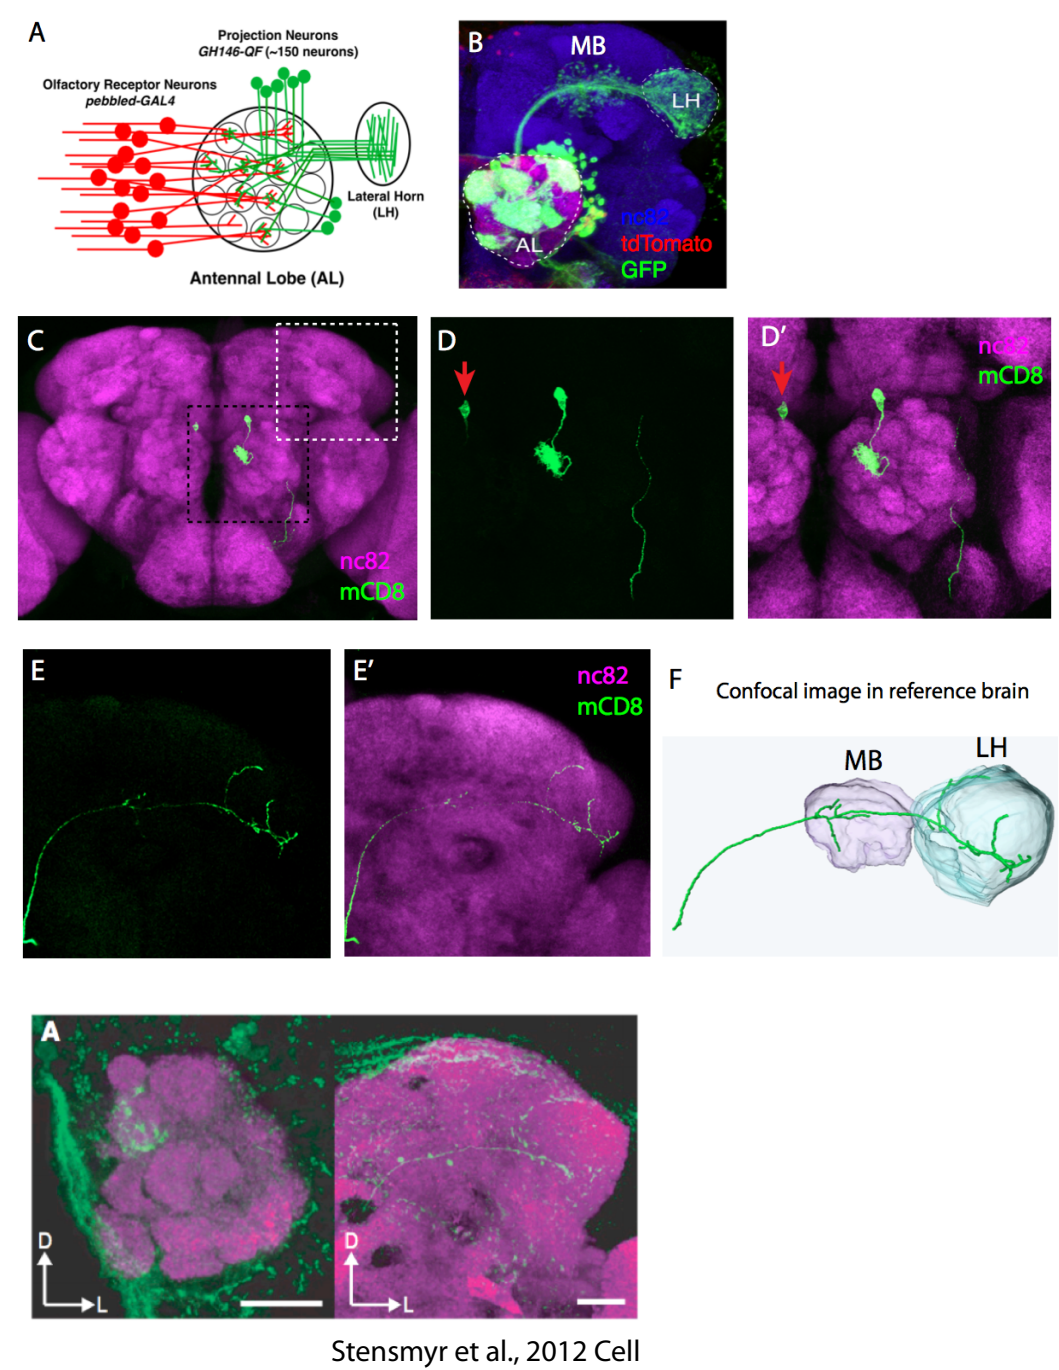 A
Projection Neurons
GH146-QF (~150 neurons)
Olfactory Receptor Neurons
pebbled-GAL4
Lateral Horn
(LH)
Antennal Lobe (AL)
B
MB
LH
AL
nc82
tdTomato
GFP
C
nc82
mCD8
D
D'
nc82
mCD8
E
E'
nc82
mCD8
F
Confocal image in reference brain
MB
LH
A
D
L
D
L
Stensmyr et al., 2012 Cell